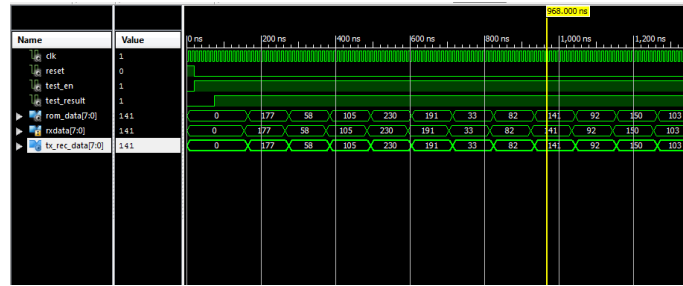 968.000 ns
Name Value 0 ns 200 ns 400 ns 600 ns 800 ns 1,000 ns 1,200 ns
clk 1
reset 0
test_en 1
test_result 1
rom_data[7:0] 141 0 177 58 105 230 191 33 82 141 92 150 103
rxdata[7:0] 141 0 177 58 105 230 191 33 82 141 92 150 103
tx_rec_data[7:0] 141 0 177 58 105 230 191 33 82 141 92 150 103